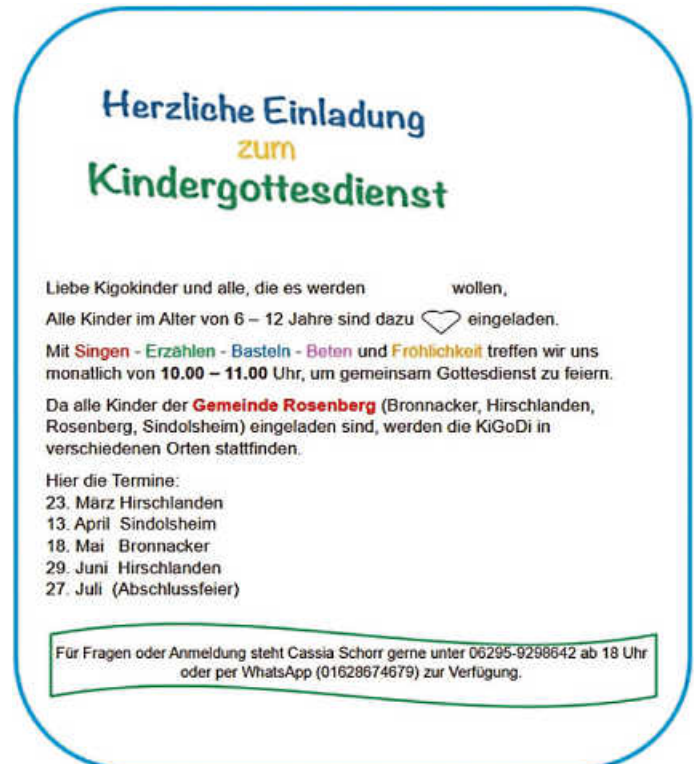 Herzliche Einladung
zum
Kindergottesdienst
Liebe Kigokinder und alle, die es werden wollen,
Alle Kinder im Alter von 6 – 12 Jahre sind dazu eingeladen.
Mit Singen - Erzählen - Basteln - Beten und Fröhlichkeit treffen wir uns
monatlich von 10.00 – 11.00 Uhr, um gemeinsam Gottesdienst zu feiern.
Da alle Kinder der Gemeinde Rosenberg (Bronnacker, Hirschlanden,
Rosenberg, Sindolsheim) eingeladen sind, werden die KiGoDi in
verschiedenen Orten stattfinden.
Hier die Termine:
23. März Hirschlanden
13. April Sindolsheim
18. Mai Bronnacker
29. Juni Hirschlanden
27. Juli (Abschlussfeier)
Für Fragen oder Anmeldung steht Cassia Schorr gerne unter 06295-9298642 ab 18 Uhr
oder per WhatsApp (01628674679) zur Verfügung.